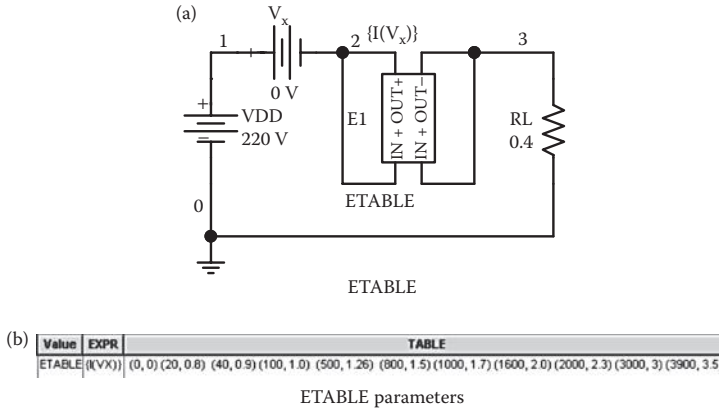 (a)
V_x
1
+ −
2
{I(V_x)}
3
0 V
+
VDD
−
220 V
E1
IN + OUT+
IN + OUT−
RL
0.4
ETABLE
0
ETABLE
(b)
Value EXPR TABLE
ETABLE {I(VX)} (0, 0) (20, 0.8) (40, 0.9) (100, 1.0) (500, 1.26) (800, 1.5) (1000, 1.7) (1600, 2.0) (2000, 2.3) (3000, 3) (3900, 3.5
ETABLE parameters